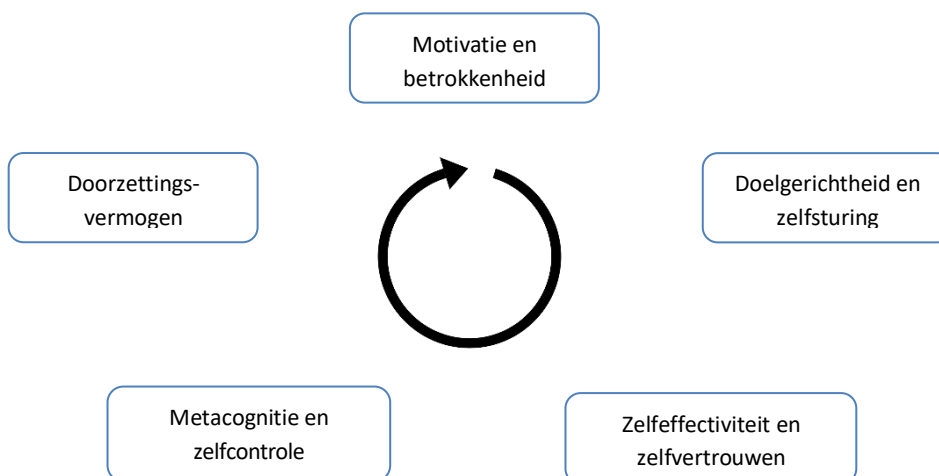 Motivatie en
betrokkenheid
Doorzettings-
vermogen
Doelgerichtheid en
zelfsturing
Metacognitie en
zelfcontrole
Zelfeffectiviteit en
zelfvertrouwen